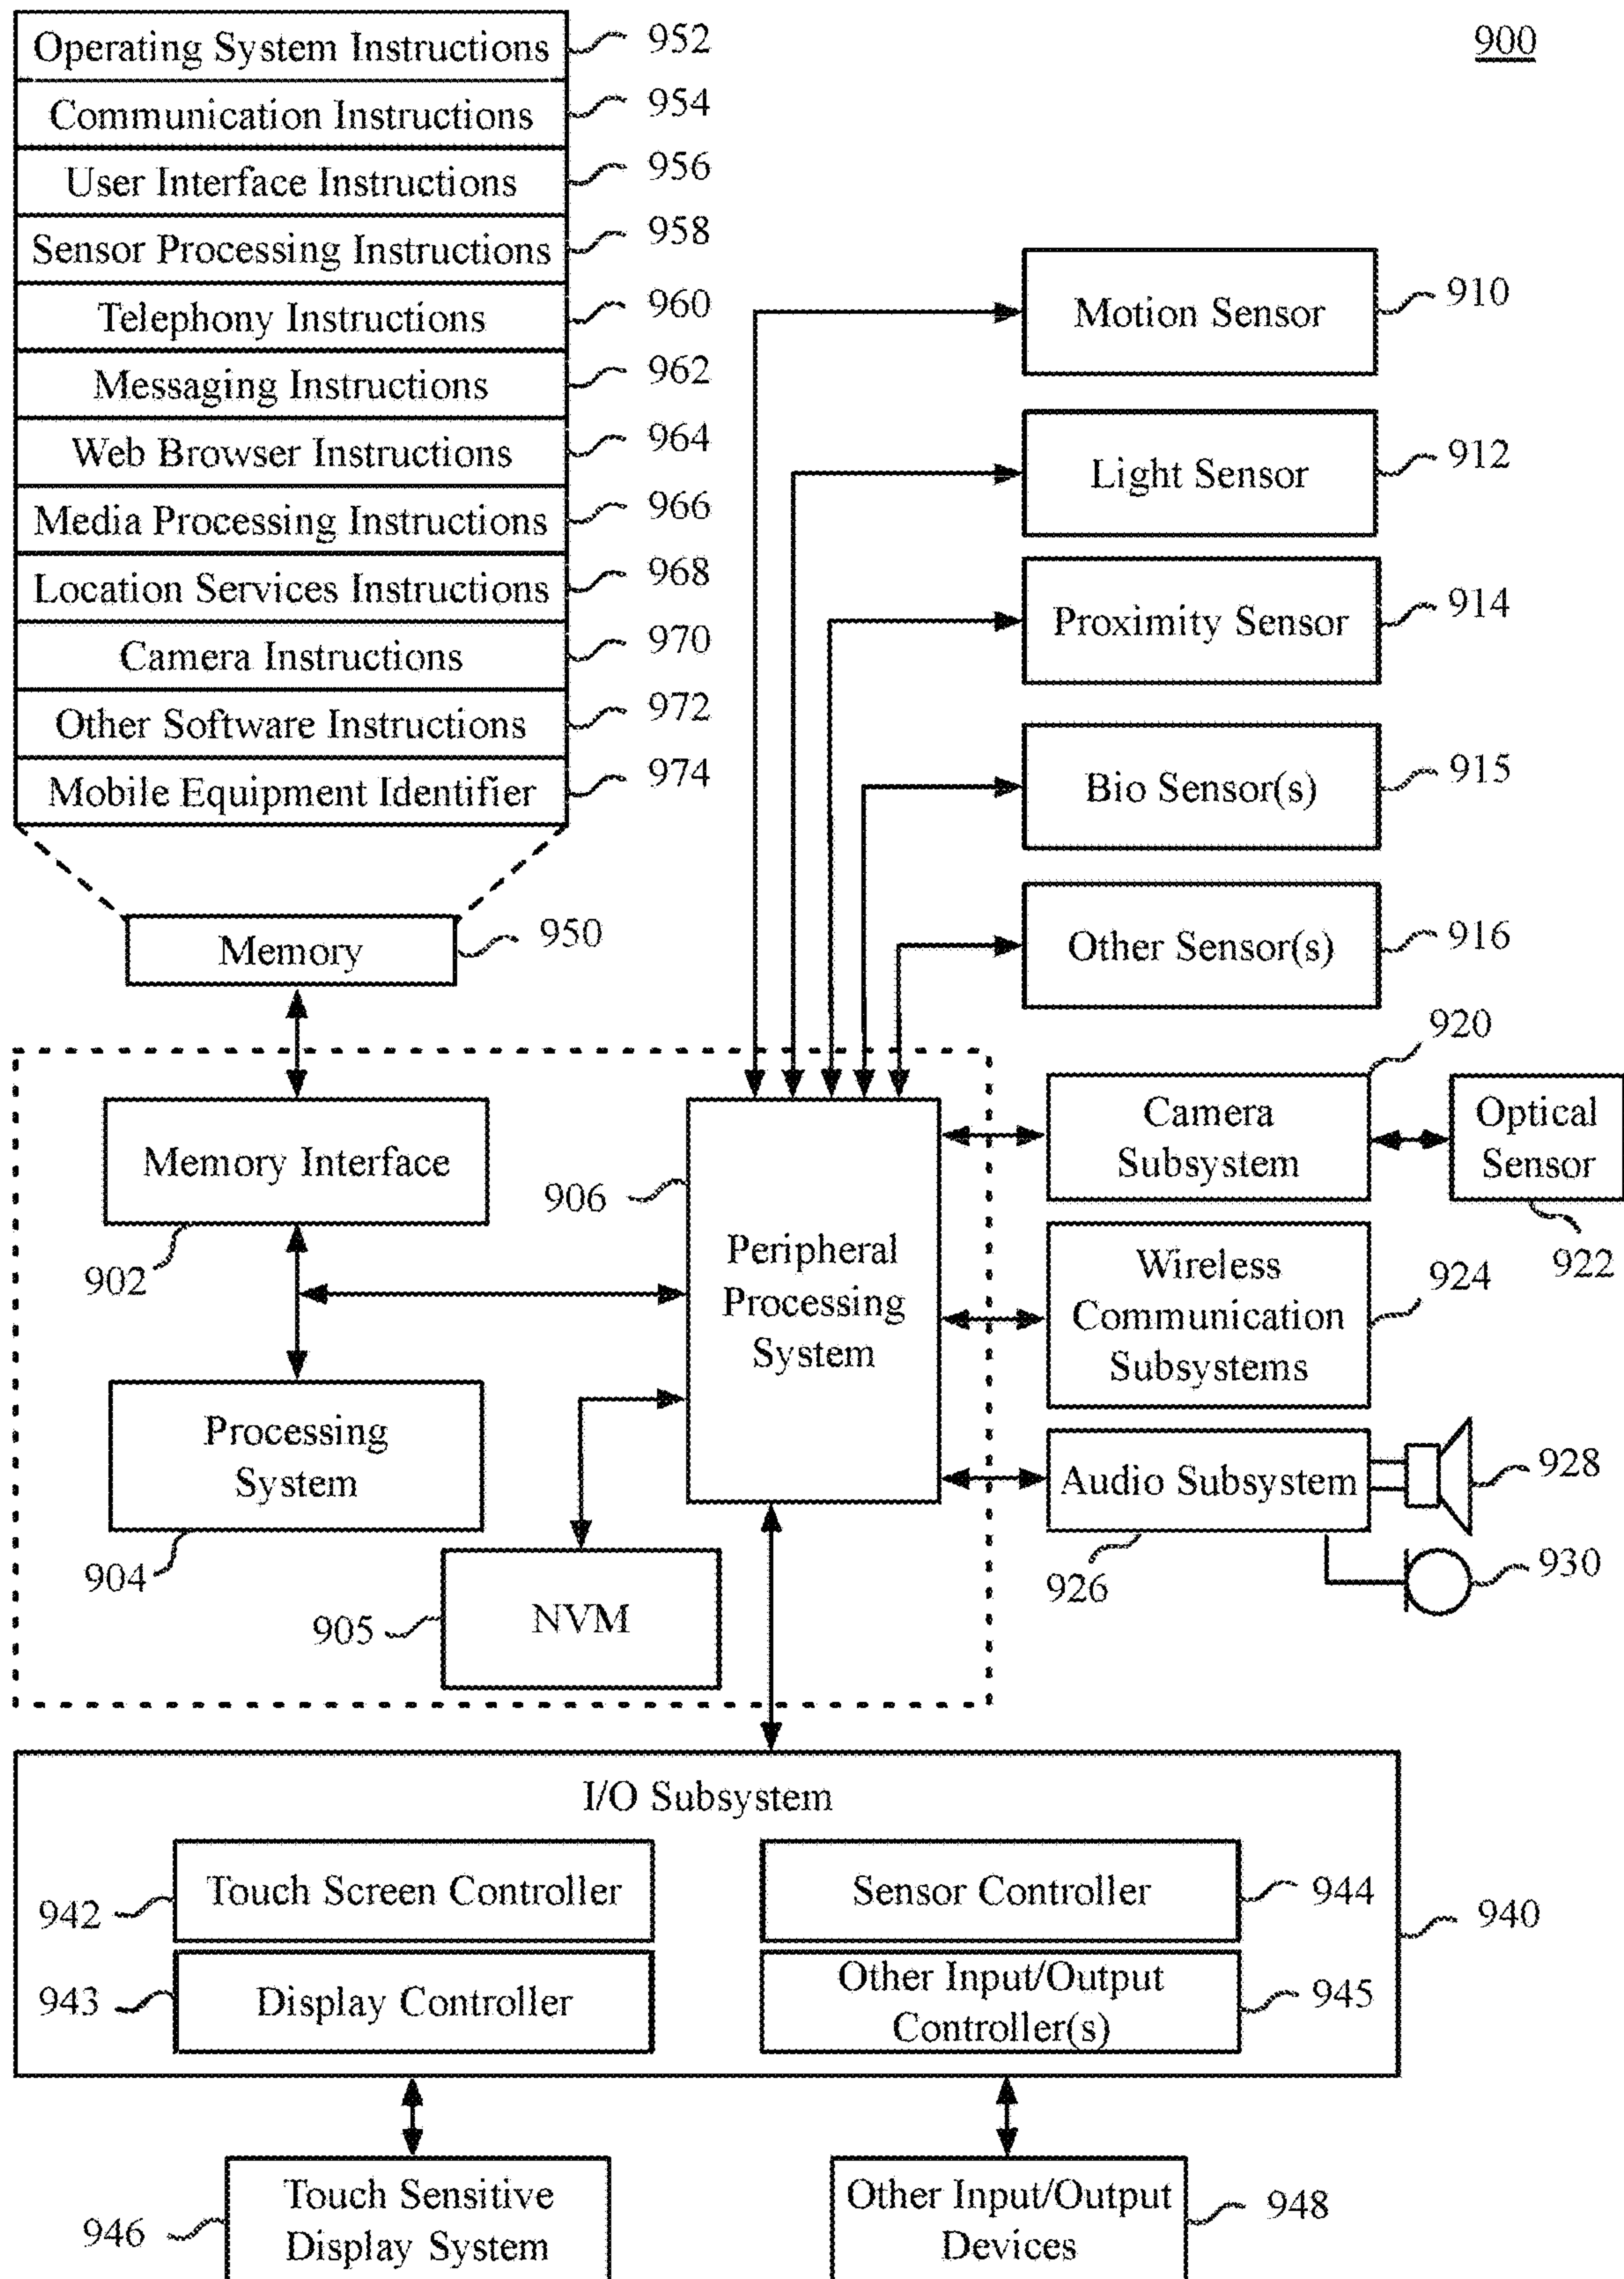 900
Operating System Instructions 952
Communication Instructions 954
User Interface Instructions 956
Sensor Processing Instructions 958
Telephony Instructions 960
Messaging Instructions 962
Web Browser Instructions 964
Media Processing Instructions 966
Location Services Instructions 968
Camera Instructions 970
Other Software Instructions 972
Mobile Equipment Identifier 974
Memory 950
Motion Sensor 910
Light Sensor 912
Proximity Sensor 914
Bio Sensor(s) 915
Other Sensor(s) 916
Memory Interface
902
Processing
System
904
NVM
905
906
Peripheral
Processing
System
920
Camera
Subsystem
Optical
Sensor
922
Wireless
Communication
Subsystems
924
Audio Subsystem
926
928
930
I/O Subsystem
940
Touch Screen Controller
942
Sensor Controller
944
Display Controller
943
Other Input/Output
Controller(s)
945
Touch Sensitive
Display System
946
Other Input/Output
Devices
948